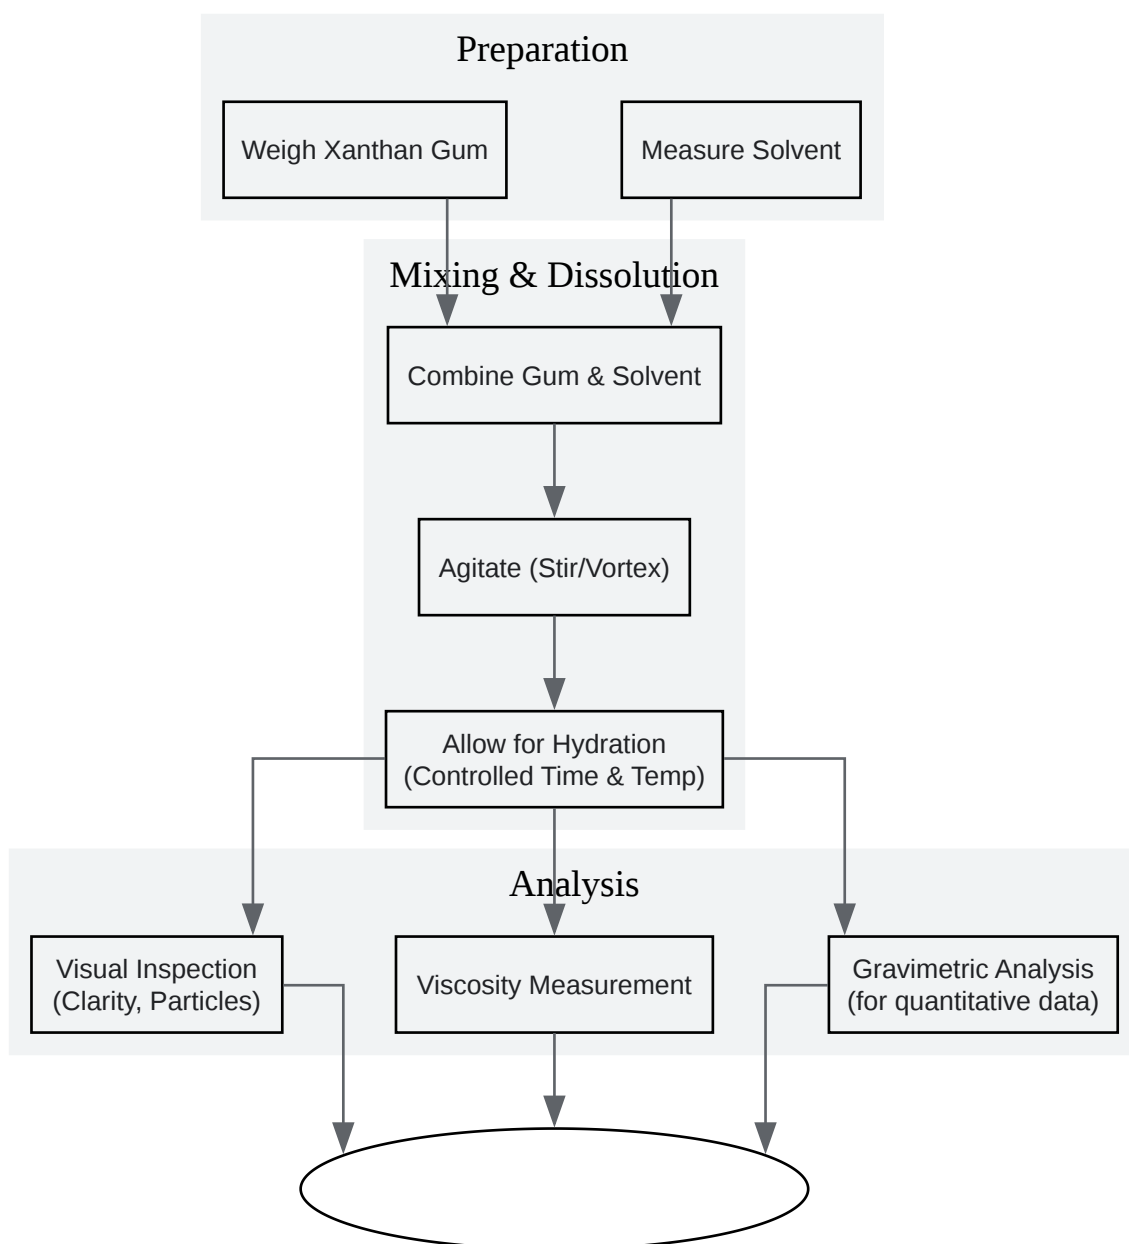 Preparation
Weigh Xanthan Gum
Measure Solvent
Mixing & Dissolution
Combine Gum & Solvent
Agitate (Stir/Vortex)
Allow for Hydration
(Controlled Time & Temp)
Analysis
Visual Inspection
(Clarity, Particles)
Viscosity Measurement
Gravimetric Analysis
(for quantitative data)